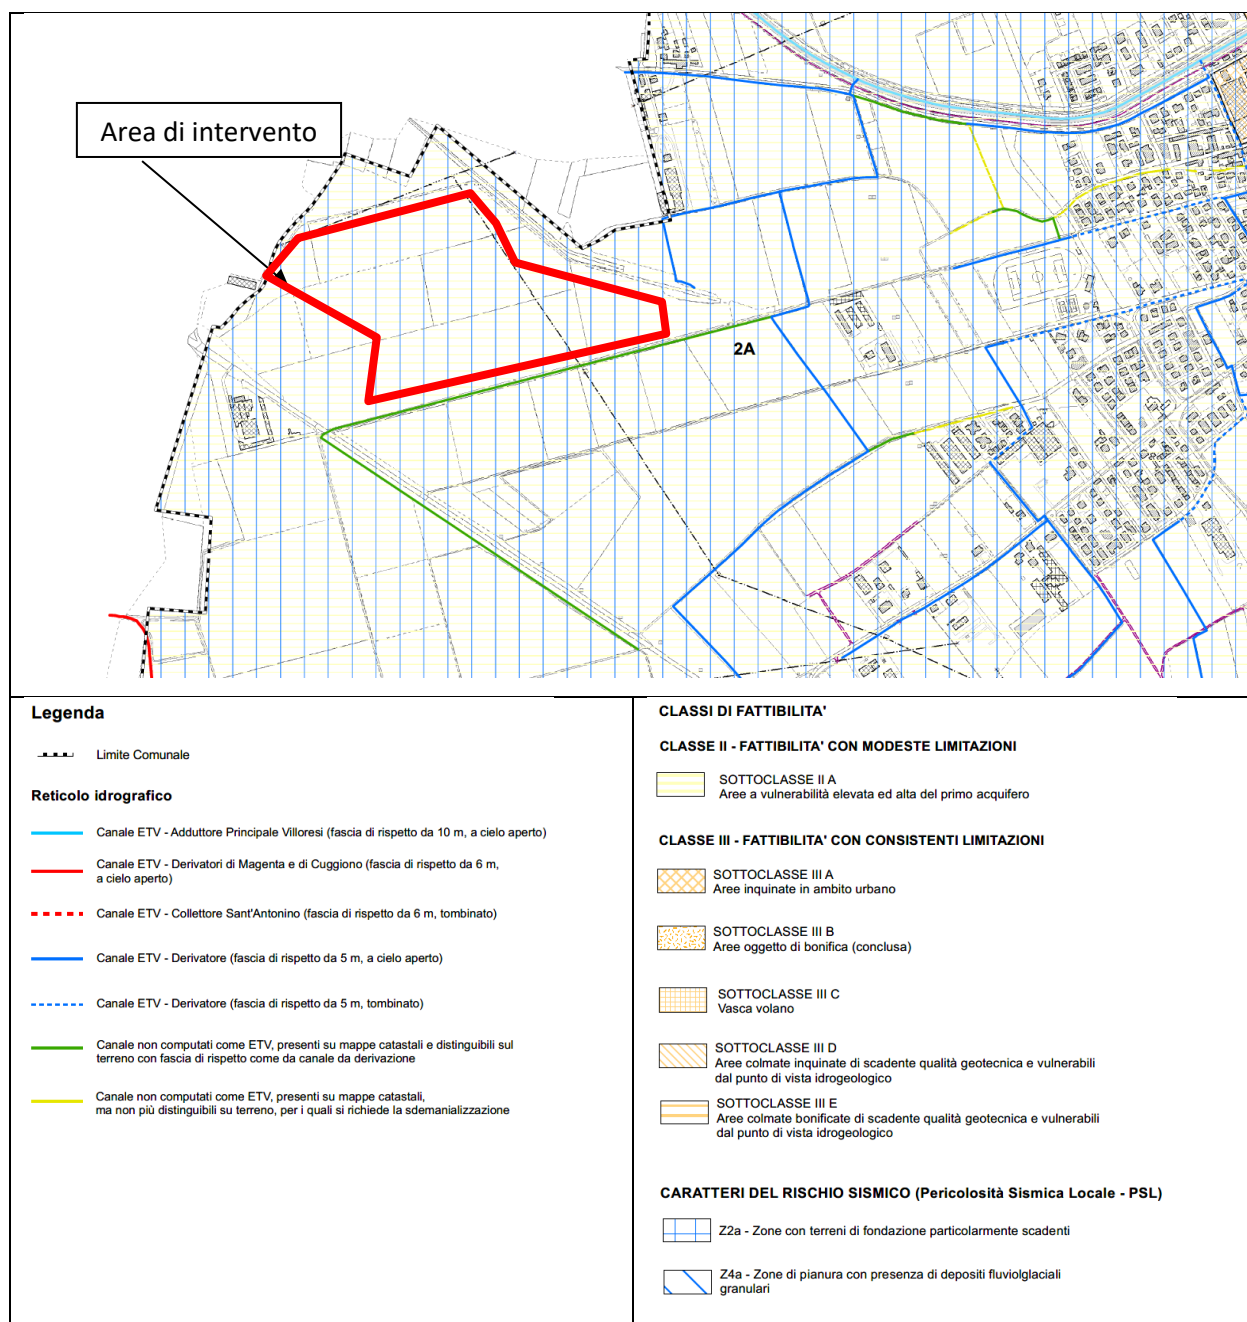 Area di intervento
2A
Legenda
Limite Comunale
Reticolo idrografico
Canale ETV - Adduttore Principale Villoresi (fascia di rispetto da 10 m, a cielo aperto)
Canale ETV - Derivatori di Magenta e di Cuggiono (fascia di rispetto da 6 m,
a cielo aperto)
Canale ETV - Collettore Sant'Antonino (fascia di rispetto da 6 m, tombinato)
Canale ETV - Derivatore (fascia di rispetto da 5 m, a cielo aperto)
Canale ETV - Derivatore (fascia di rispetto da 5 m, tombinato)
Canale non computati come ETV, presenti su mappe catastali e distinguibili sul
terreno con fascia di rispetto come da canale da derivazione
Canale non computati come ETV, presenti su mappe catastali,
ma non più distinguibili su terreno, per i quali si richiede la sdemanializzazione
CLASSI DI FATTIBILITA'
CLASSE II - FATTIBILITA' CON MODESTE LIMITAZIONI
SOTTOCLASSE II A
Aree a vulnerabilità elevata ed alta del primo acquifero
CLASSE III - FATTIBILITA' CON CONSISTENTI LIMITAZIONI
SOTTOCLASSE III A
Aree inquinate in ambito urbano
SOTTOCLASSE III B
Aree oggetto di bonifica (conclusa)
SOTTOCLASSE III C
Vasca volano
SOTTOCLASSE III D
Aree colmate inquinate di scadente qualità geotecnica e vulnerabili
dal punto di vista idrogeologico
SOTTOCLASSE III E
Aree colmate bonificate di scadente qualità geotecnica e vulnerabili
dal punto di vista idrogeologico
CARATTERI DEL RISCHIO SISMICO (Pericolosità Sismica Locale - PSL)
Z2a - Zone con terreni di fondazione particolarmente scadenti
Z4a - Zone di pianura con presenza di depositi fluviolglaciali
granulari